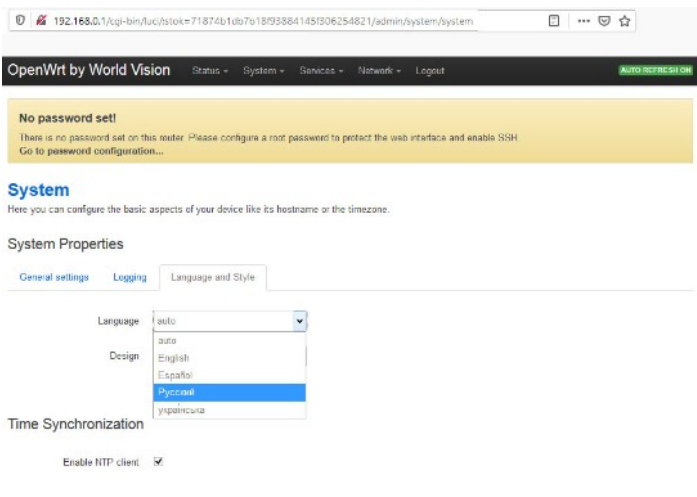 192.168.0.1/cgi-bin/luci/;stok=71874b1db7b18f93884145f306254821/admin/system/system
OpenWrt by World Vision Status System Services Network Logout AUTO REFRESH ON
No password set!
There is no password set on this router. Please configure a root password to protect the web interface and enable SSH.
Go to password configuration...
System
Here you can configure the basic aspects of your device like its hostname or the timezone.
System Properties
General settings Logging Language and Style
Language auto
auto
Design English
Español
Русский
українська
Time Synchronization
Enable NTP client